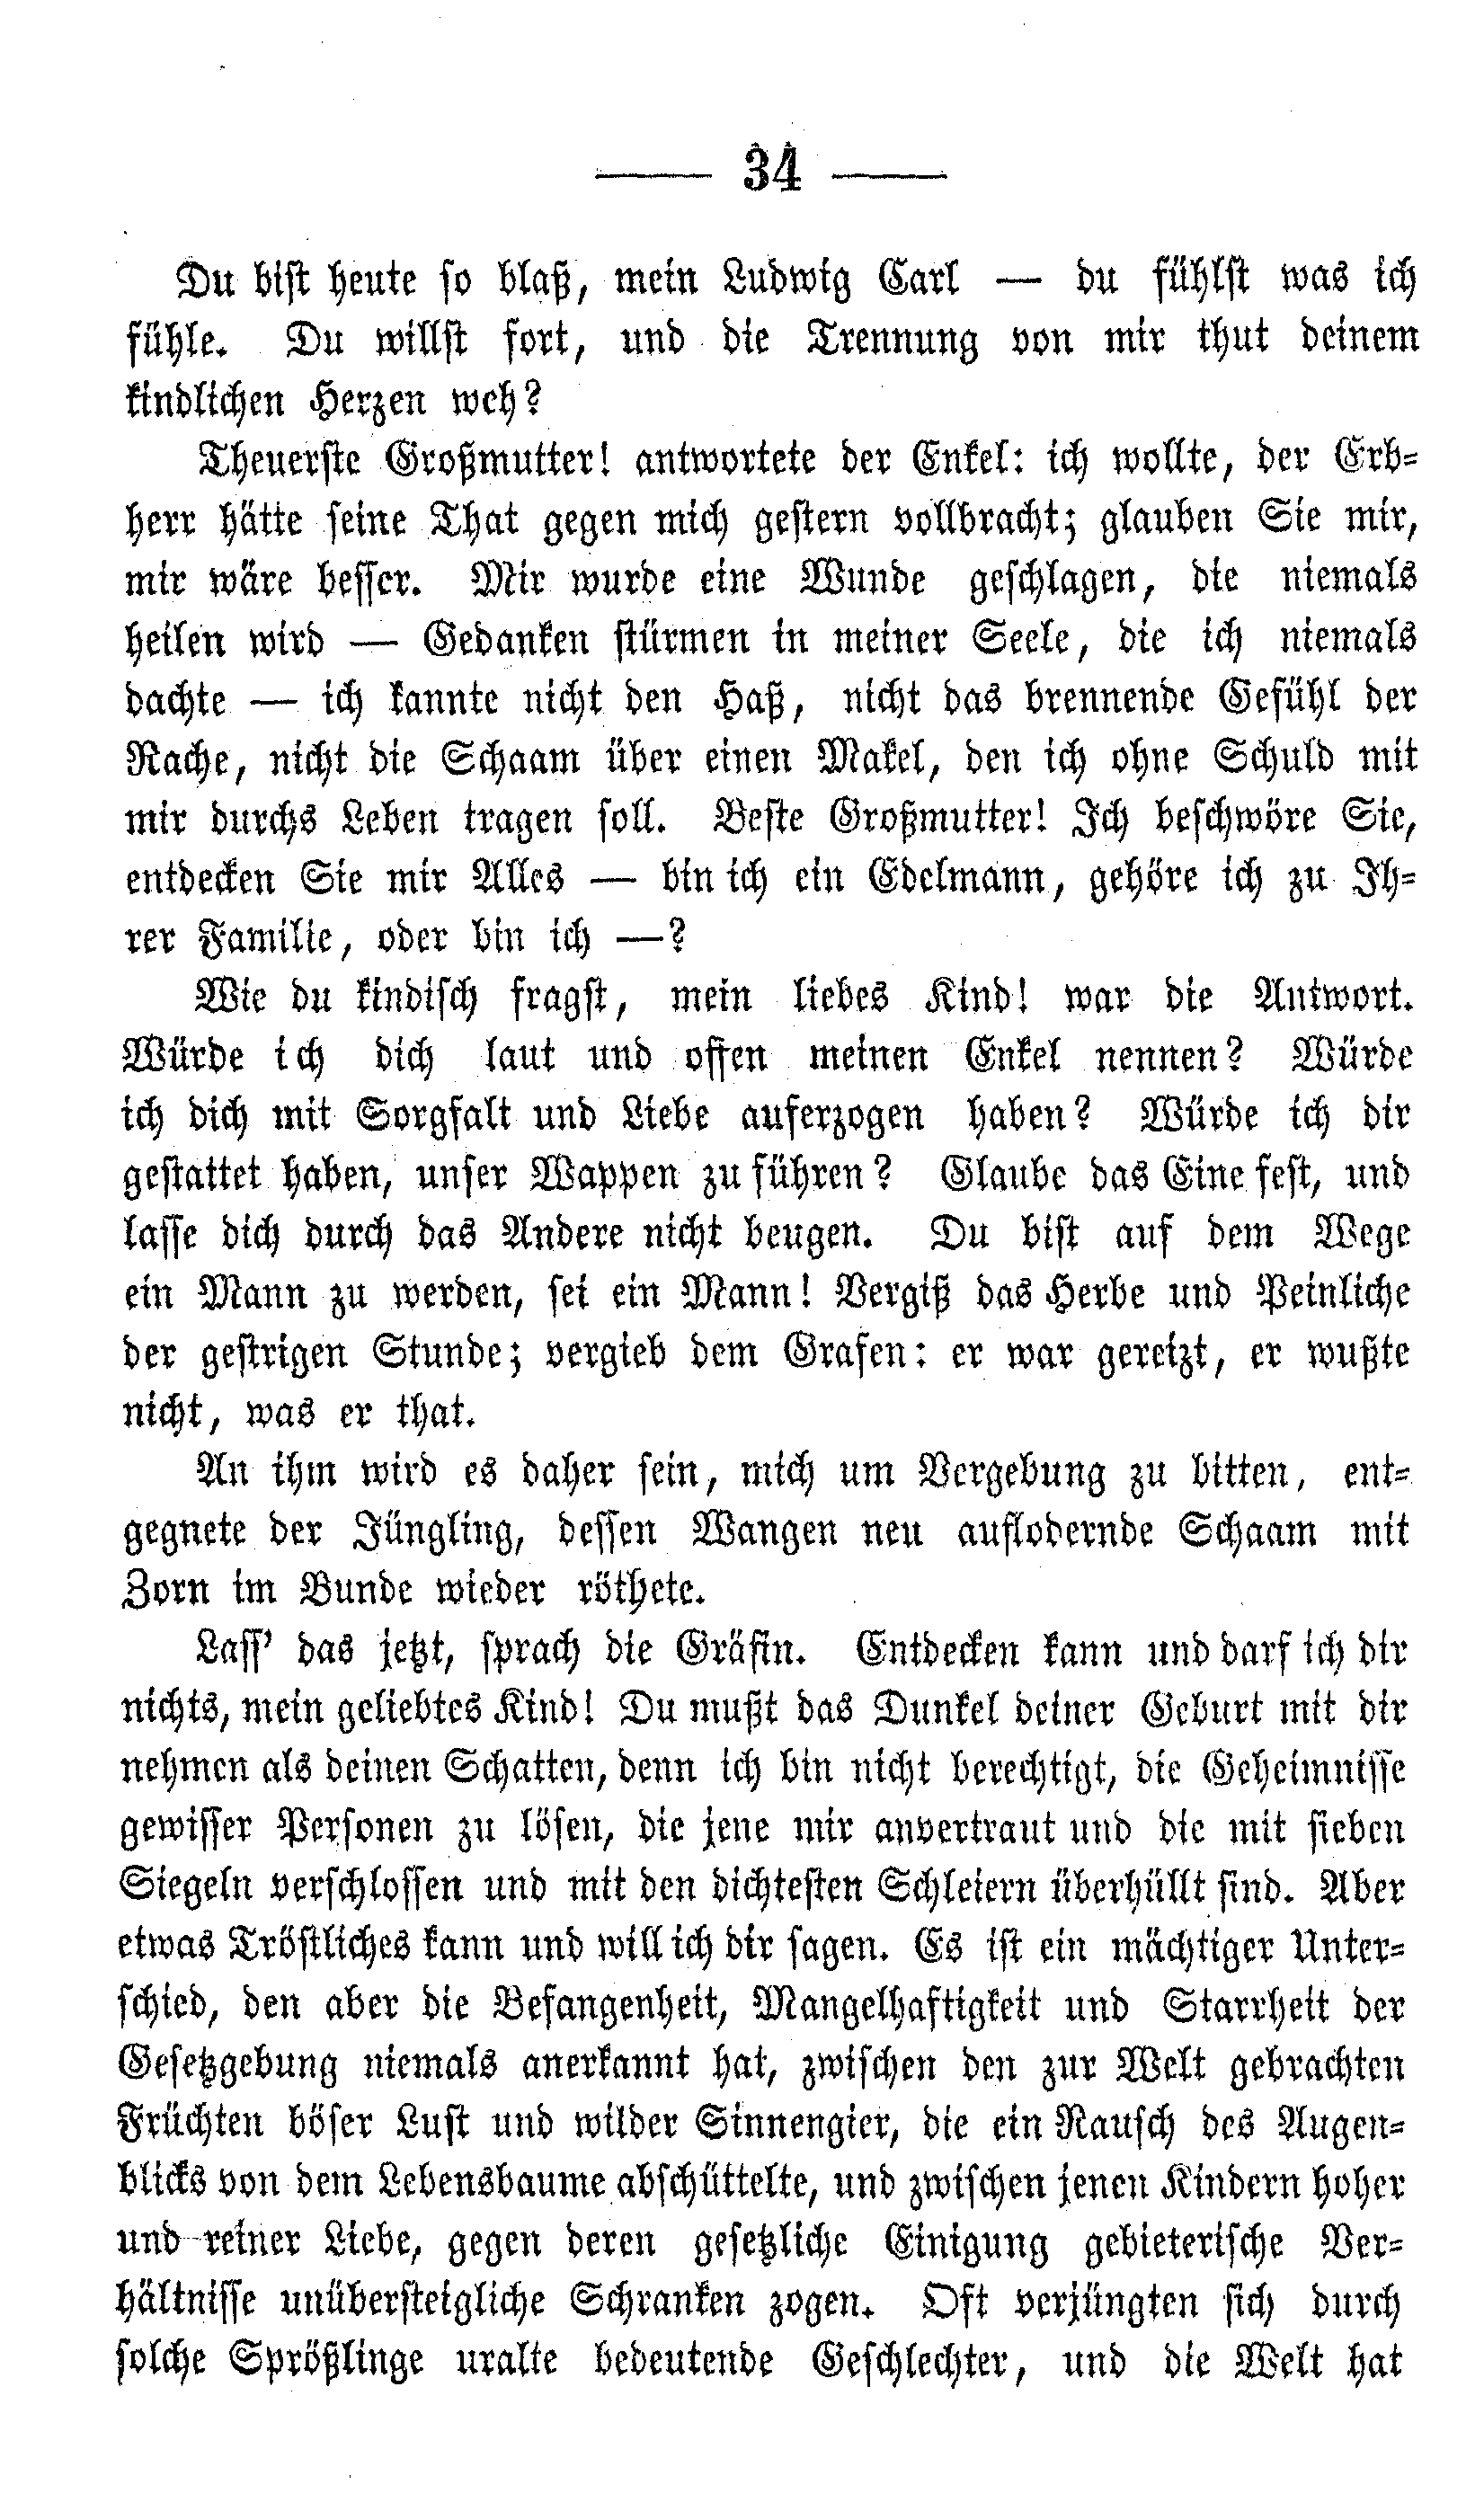 — 34 —
Du bist heute so blaß, mein Ludwig Carl — du fühlst was ich
fühle. Du willst fort, und die Trennung von mir thut deinem
kindlichen Herzen weh?
Theuerste Großmutter! antwortete der Enkel: ich wollte, der Erb-
herr hätte seine That gegen mich gestern vollbracht; glauben Sie mir,
mir wäre besser. Mir wurde eine Wunde geschlagen, die niemals
heilen wird — Gedanken stürmen in meiner Seele, die ich niemals
dachte — ich kannte nicht den Haß, nicht das brennende Gefühl der
Rache, nicht die Schaam über einen Makel, den ich ohne Schuld mit
mir durchs Leben tragen soll. Beste Großmutter! Ich beschwöre Sie,
entdecken Sie mir Alles — bin ich ein Edelmann, gehöre ich zu Ih-
rer Familie, oder bin ich —?
Wie du kindisch fragst, mein liebes Kind! war die Antwort.
Würde ich dich laut und offen meinen Enkel nennen? Würde
ich dich mit Sorgfalt und Liebe auferzogen haben? Würde ich dir
gestattet haben, unser Wappen zu führen? Glaube das Eine fest, und
lasse dich durch das Andere nicht beugen. Du bist auf dem Wege
ein Mann zu werden, sei ein Mann! Vergiß das Herbe und Peinliche
der gestrigen Stunde; vergieb dem Grafen: er war gereizt, er wußte
nicht, was er that.
An ihm wird es daher sein, mich um Vergebung zu bitten, ent-
gegnete der Jüngling, dessen Wangen neu auflodernde Schaam mit
Zorn im Bunde wieder röthete.
Lass' das jetzt, sprach die Gräfin. Entdecken kann und darf ich dir
nichts, mein geliebtes Kind! Du mußt das Dunkel deiner Geburt mit dir
nehmen als deinen Schatten, denn ich bin nicht berechtigt, die Geheimnisse
gewisser Personen zu lösen, die jene mir anvertraut und die mit sieben
Siegeln verschlossen und mit den dichtesten Schleiern überhüllt sind. Aber
etwas Tröstliches kann und will ich dir sagen. Es ist ein mächtiger Unter-
schied, den aber die Befangenheit, Mangelhaftigkeit und Starrheit der
Gesetzgebung niemals anerkannt hat, zwischen den zur Welt gebrachten
Früchten böser Lust und wilder Sinnengier, die ein Rausch des Augen-
blicks von dem Lebensbaume abschüttelte, und zwischen jenen Kindern hoher
und reiner Liebe, gegen deren gesetzliche Einigung gebieterische Ver-
hältnisse unübersteigliche Schranken zogen. Oft verjüngten sich durch
solche Sprößlinge uralte bedeutende Geschlechter, und die Welt hat